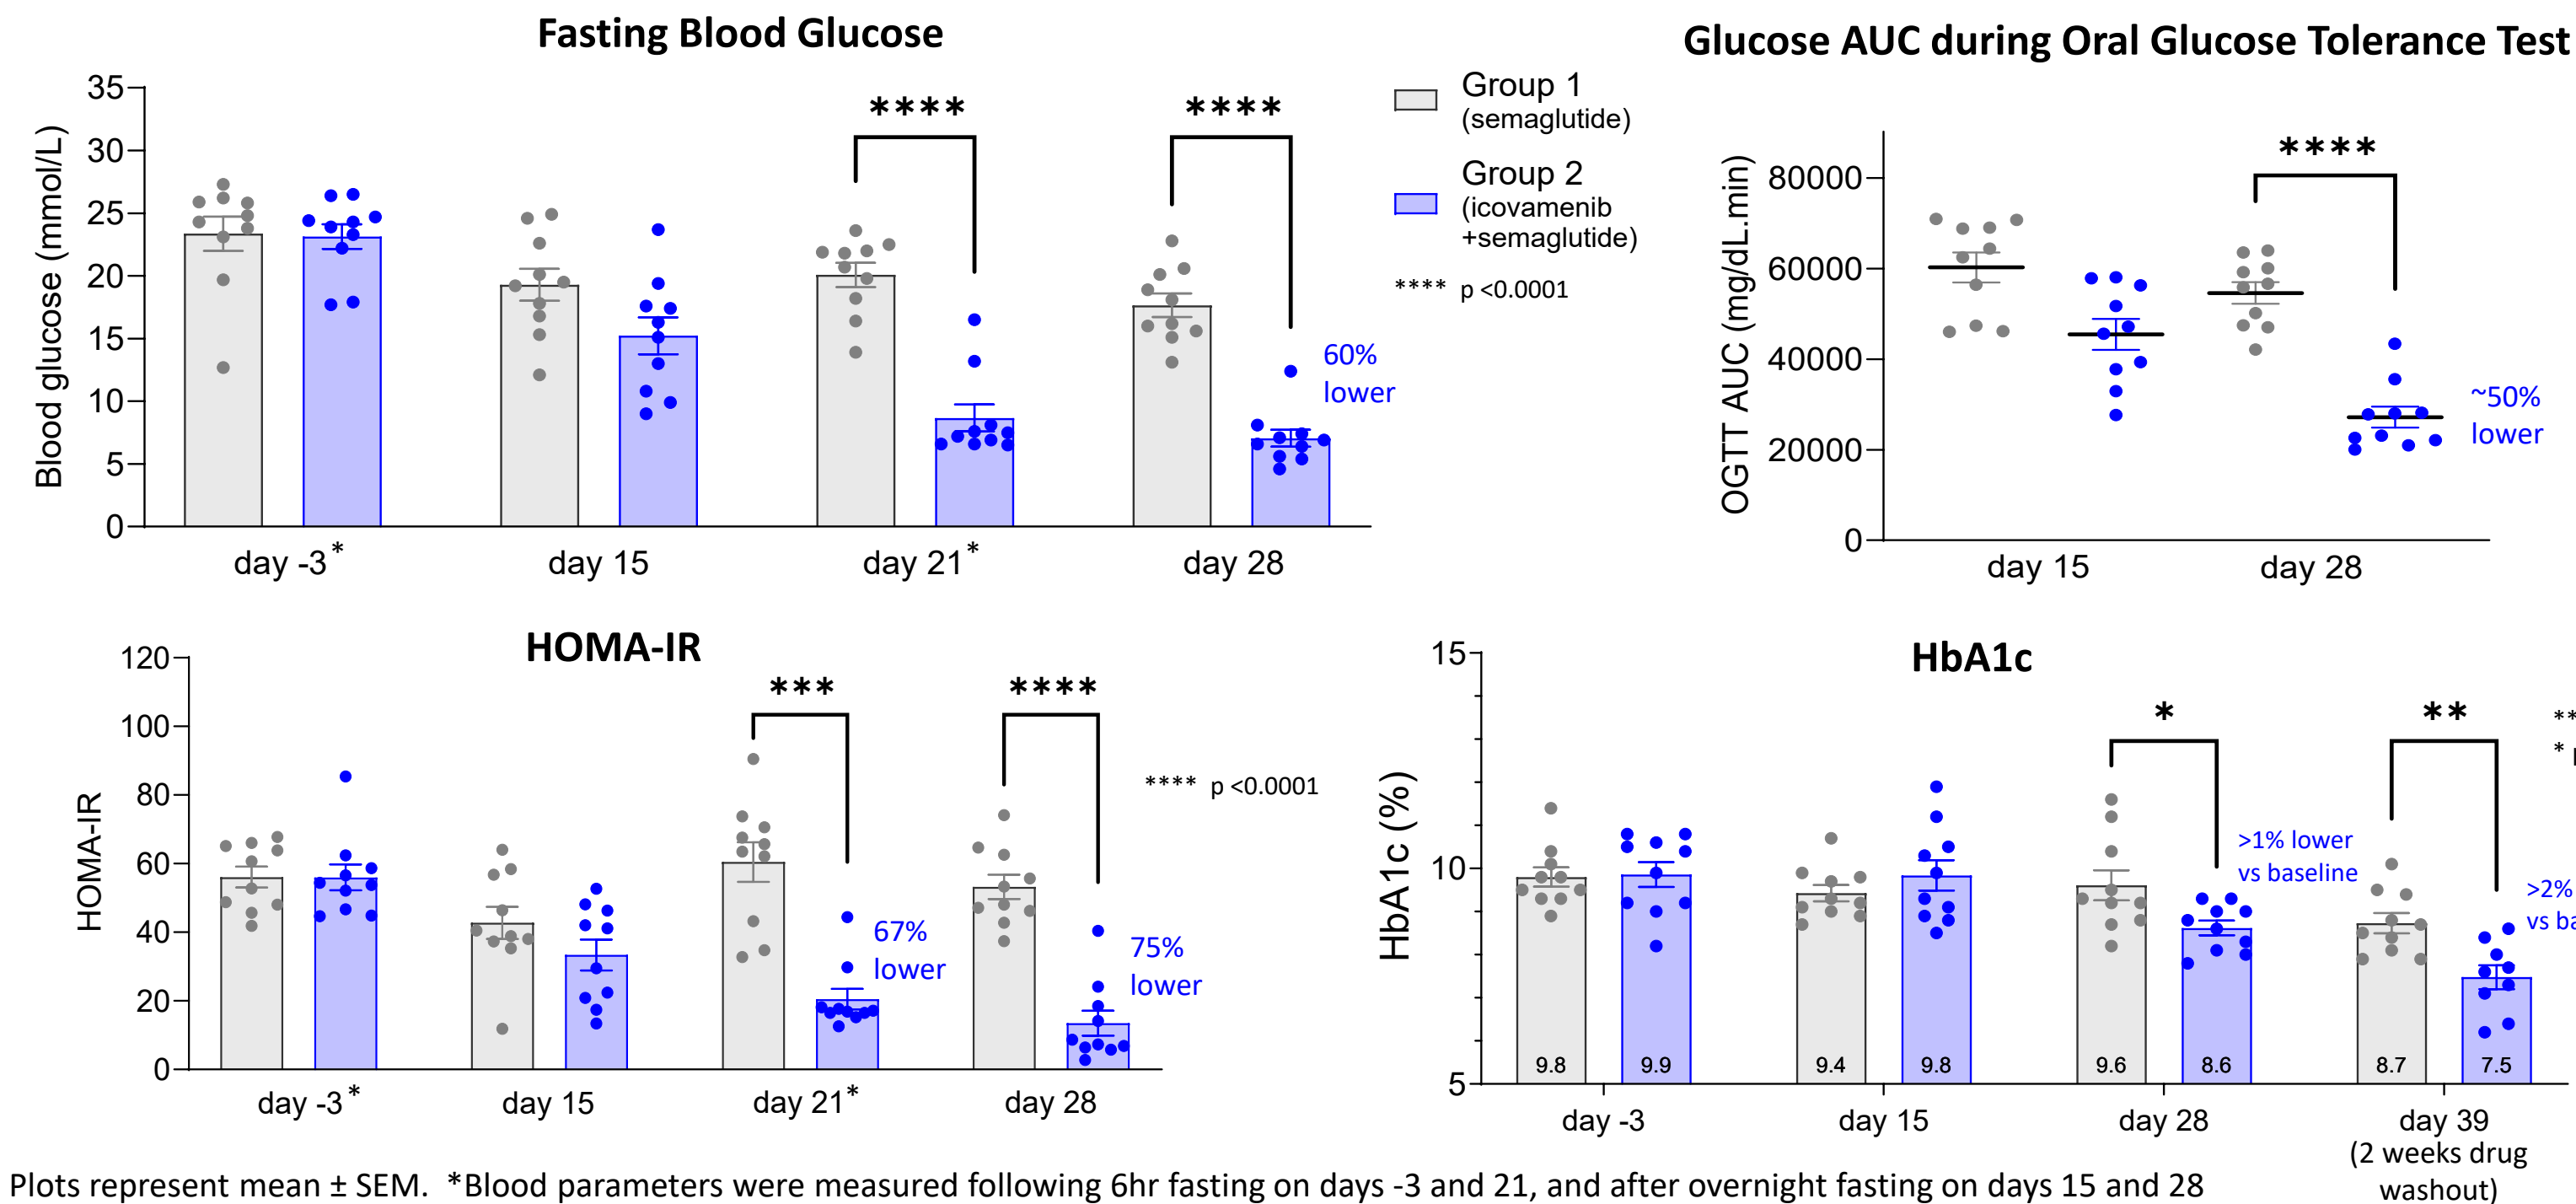 Fasting Blood Glucose
Blood glucose (mmol/L)
35
30
25
20
15
10
5
0
****
****
60%
lower
day -3*
day 15
day 21*
day 28
Group 1
(semaglutide)
Group 2
(icovamenib
+semaglutide)
**** p <0.0001
Glucose AUC during Oral Glucose Tolerance Test
OGTT AUC (mg/dL.min)
80000
60000
40000
20000
0
****
~50%
lower
day 15
day 28
HOMA-IR
HOMA-IR
120
100
80
60
40
20
0
***
****
67%
lower
75%
lower
**** p <0.0001
day -3*
day 15
day 21*
day 28
HbA1c
HbA1c (%)
15
10
5
*
**
**
*
>1% lower
vs baseline
>2%
vs
9.8
9.9
9.4
9.8
9.6
8.6
8.7
7.5
day -3
day 15
day 28
day 39
(2 weeks drug
washout)
Plots represent mean ± SEM. *Blood parameters were measured following 6hr fasting on days -3 and 21, and after overnight fasting on days 15 and 28